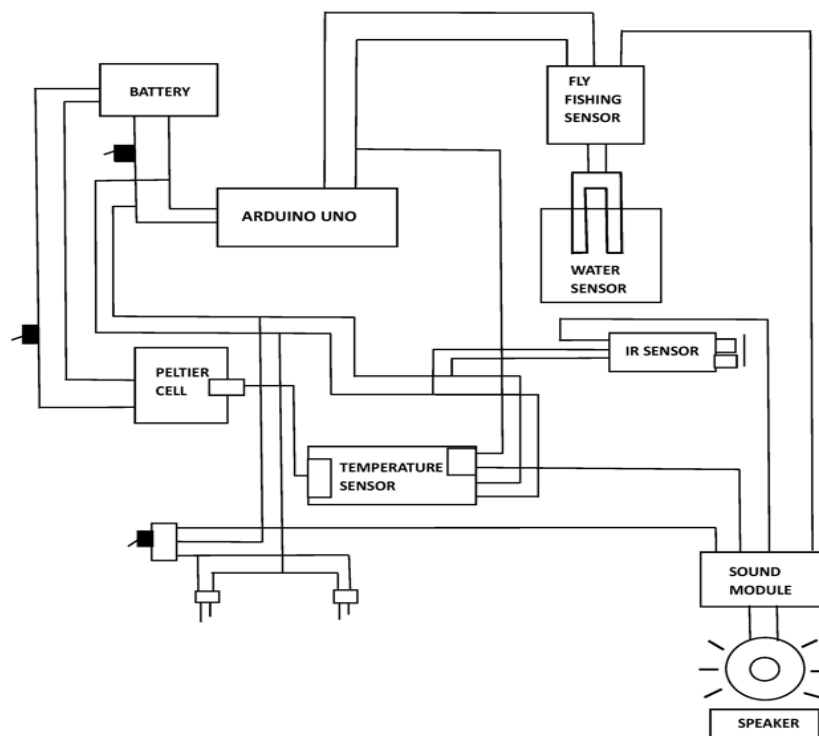 FLY
FISHING
SENSOR
BATTERY
ARDUINO UNO
WATER
SENSOR
IR SENSOR
PELTIER
CELL
TEMPERATURE
SENSOR
SOUND
MODULE
SPEAKER